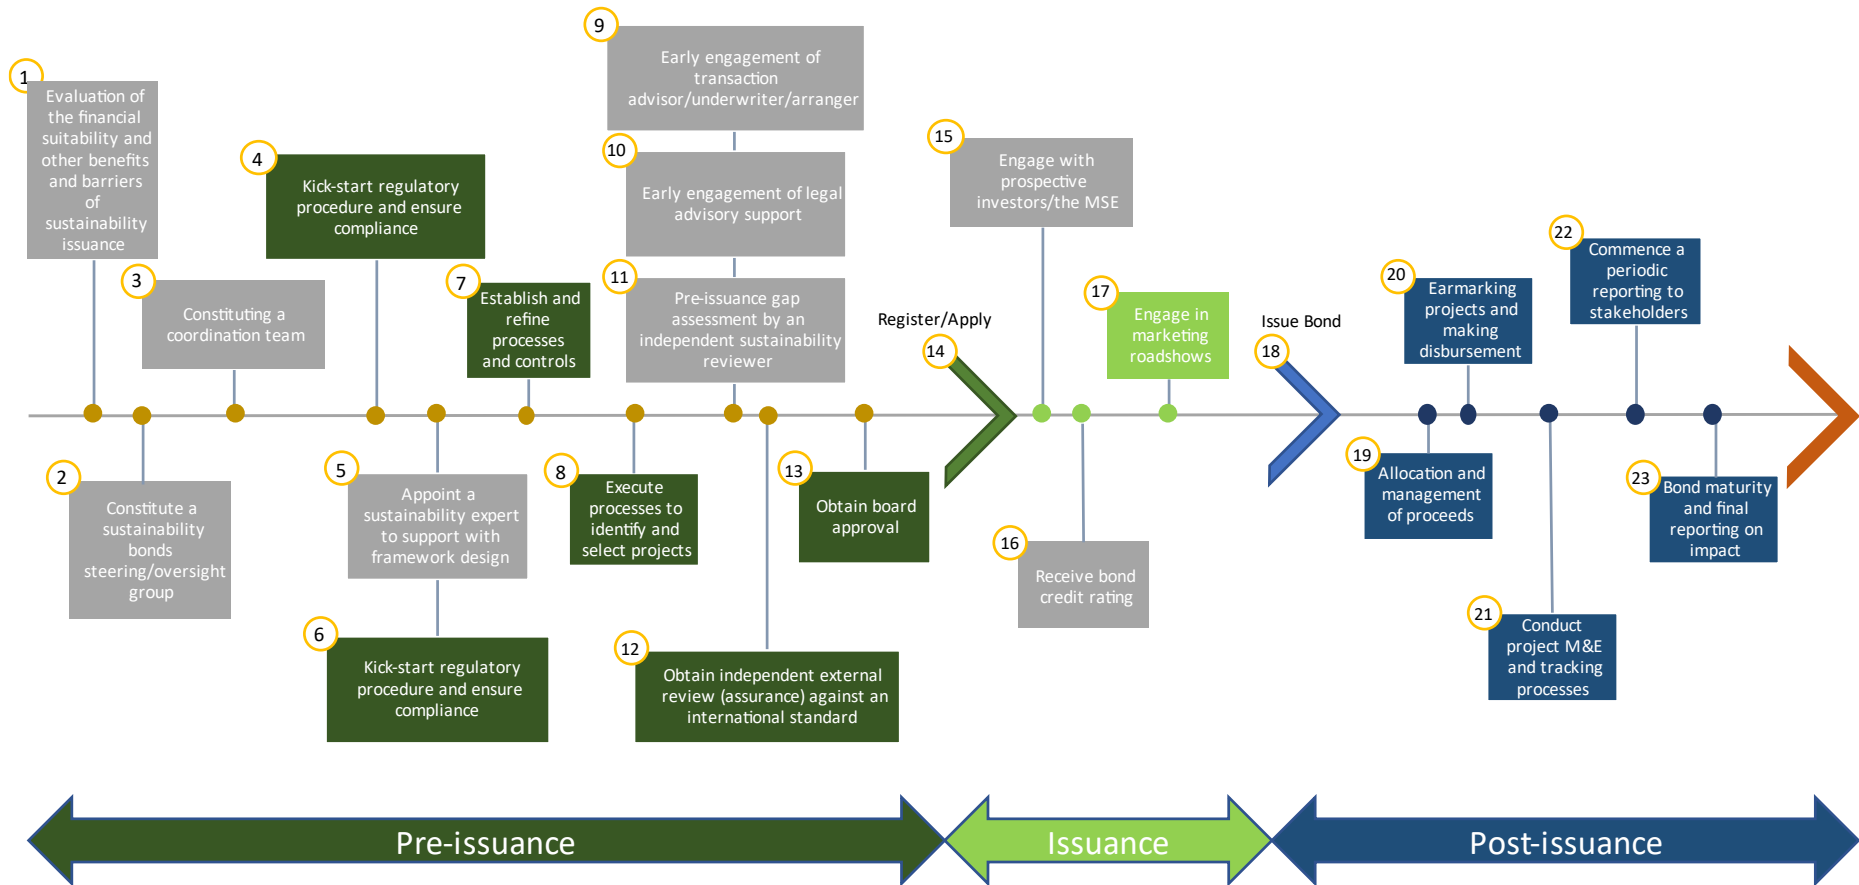 1
Evaluation of
the financial
suitability and
other benefits
and barriers
of
sustainability
issuance
2
Constitute a
sustainability
bonds
steering/oversight
group
3
Constituting a
coordination team
4
Kick-start regulatory
procedure and ensure
compliance
5
Appoint a
sustainability expert
to support with
framework design
6
Kick-start regulatory
procedure and ensure
compliance
7
Establish and
refine
processes
and controls
8
Execute
processes to
identify and
select projects
9
Early engagement of
transaction
advisor/underwriter/arranger
10
Early engagement of legal
advisory support
11
Pre-issuance gap
assessment by an
independent sustainability
reviewer
12
Obtain independent external
review (assurance) against an
international standard
13
Obtain board
approval
Register/Apply
14
15
Engage with
prospective
investors/the MSE
16
Receive bond
credit rating
17
Engage in
marketing
roadshows
Issue Bond
18
19
Allocation and
management
of proceeds
20
Earmarking
projects and
making
disbursement
21
Conduct
project M&E
and tracking
processes
22
Commence a
periodic
reporting to
stakeholders
23
Bond maturity
and final
reporting on
impact
Pre-issuance
Issuance
Post-issuance